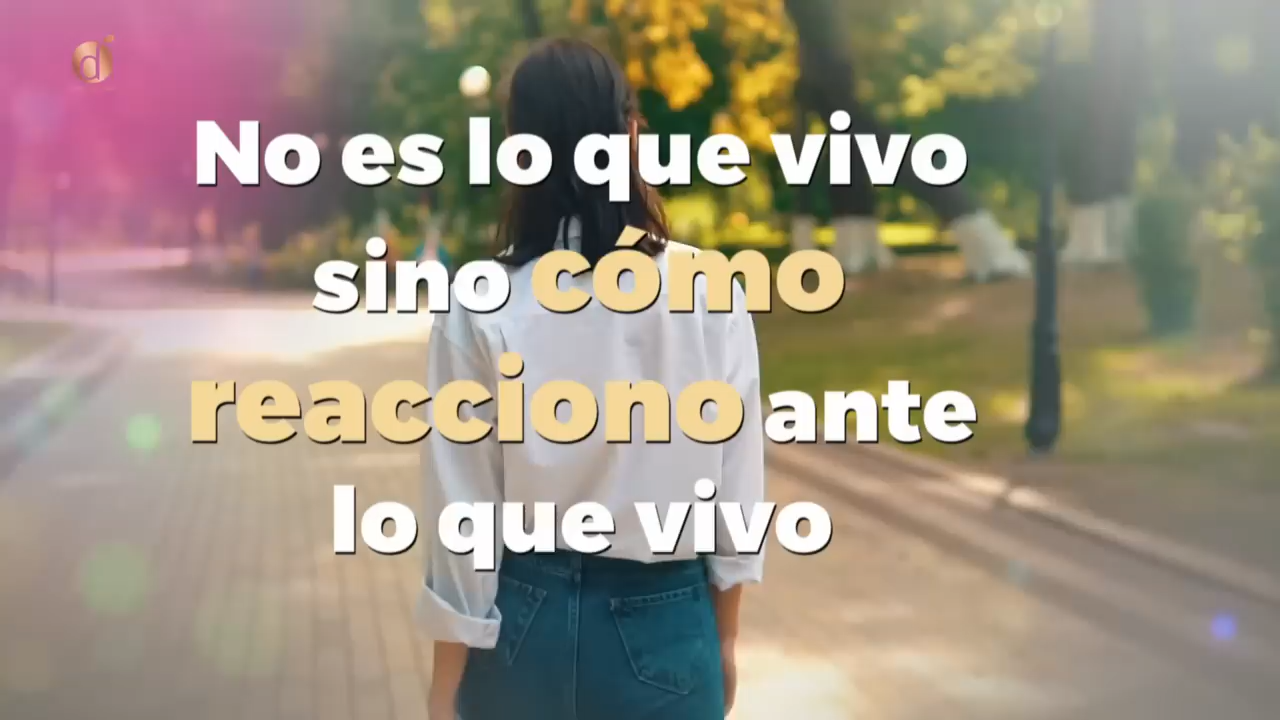 No es lo que vivo
sino cómo
reacciono ante
lo que vivo